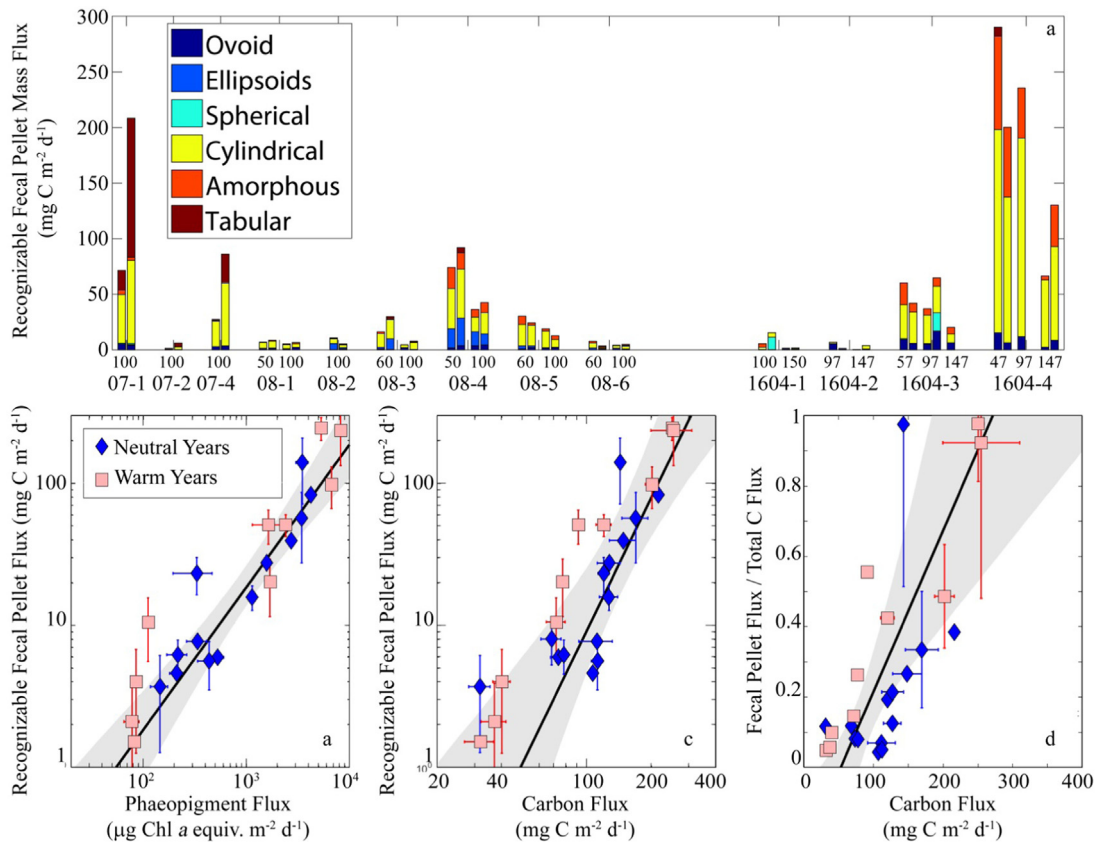 Recognizable Fecal Pellet Mass Flux
(mg C m⁻² d⁻¹)
300
250
200
150
100
50
0
a
Ovoid
Ellipsoids
Spherical
Cylindrical
Amorphous
Tabular
100 100 100 50 100 100 60 100 50 100 60 100 60 100 100 150 97 147 57 97 147 47 97 147
07-1 07-2 07-4 08-1 08-2 08-3 08-4 08-5 08-6 1604-1 1604-2 1604-3 1604-4
Recognizable Fecal Pellet Flux (mg C m⁻² d⁻¹)
100
10
1
Neutral Years
Warm Years
a
10² 10³ 10⁴
Phaeopigment Flux
(µg Chl a equiv. m⁻² d⁻¹)
Recognizable Fecal Pellet Flux (mg C m⁻² d⁻¹)
100
10
1
10⁰
c
20 40 100 200 400
Carbon Flux
(mg C m⁻² d⁻¹)
Fecal Pellet Flux / Total C Flux
1
0.8
0.6
0.4
0.2
0
d
0 100 200 300 400
Carbon Flux
(mg C m⁻² d⁻¹)